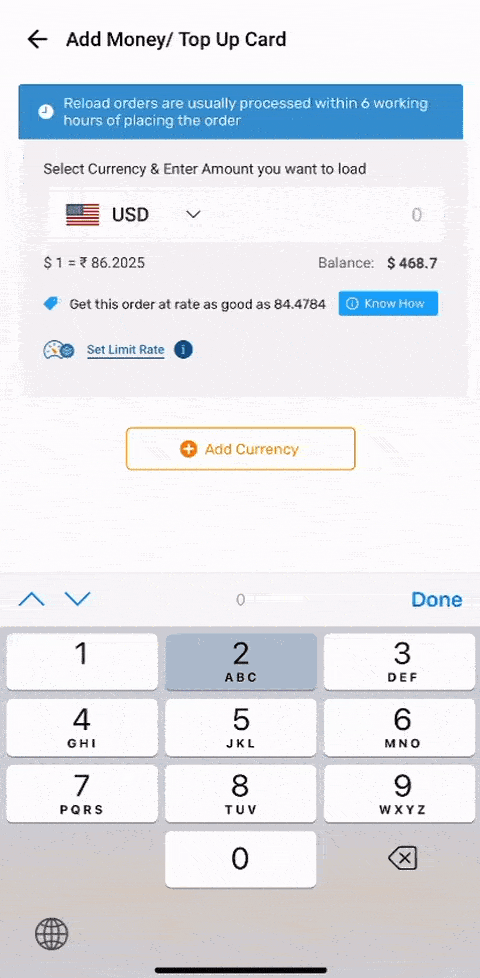 Add Money/ Top Up Card
Reload orders are usually processed within 6 working
hours of placing the order
Select Currency & Enter Amount you want to load
USD 0
$ 1 = ₹ 86.2025 Balance: $ 468.7
Get this order at rate as good as 84.4784 Know How
Set Limit Rate i
Add Currency
0 Done
1 2 3
ABC DEF
4 5 6
GHI JKL MNO
7 8 9
PQRS TUV WXYZ
0